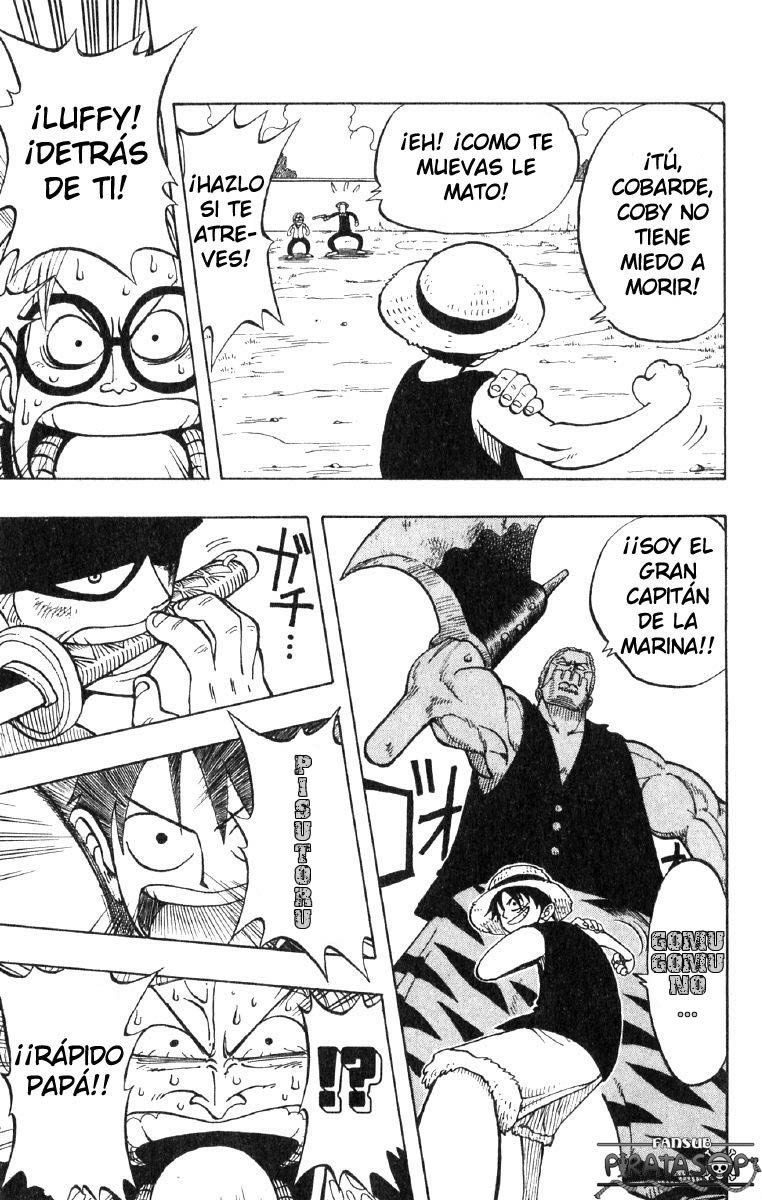 ¡TÚ,
COBARDE,
COBY NO
TIENE
MIEDO A
MORIR!
¡EH! ¡COMO TE
MUEVAS LE
MATO!
¡HAZLO
SI TE
ATRE-
VES!
¡LUFFY!
¡DETRÁS
DE TI!
¡¡SOY EL
GRAN
CAPITÁN
DE LA
MARINA!!
GOMU
GOMU
NO
...
ガチ...
PISUTORU
!?
¡¡RÁPIDO
PAPÁ!!
FANSUB
PIRATASOP